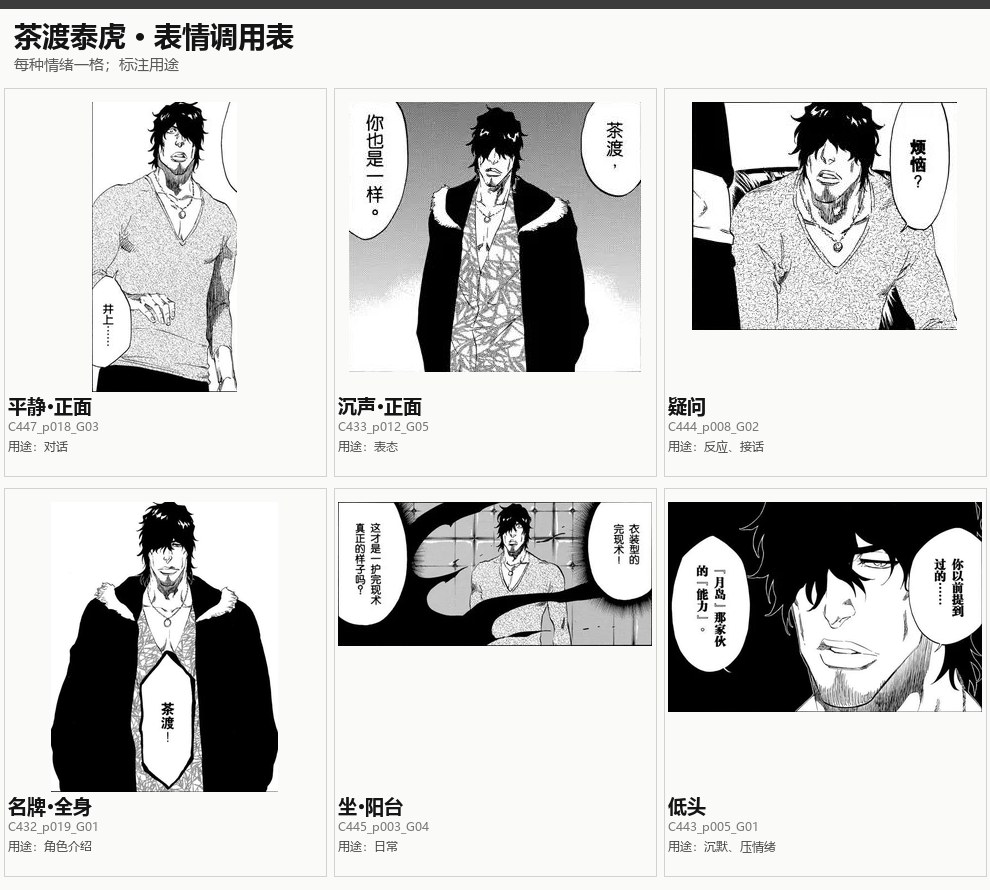 茶渡泰虎·表情调用表
每种情绪一格；标注用途
井上……
平静·正面
C447_p018_G03
用途：对话
茶渡，
你也是一样。
沉声·正面
C433_p012_G05
用途：表态
烦恼？
疑问
C444_p008_G02
用途：反应、接话
茶渡！
名牌·全身
C432_p019_G01
用途：角色介绍
衣装型的
完现术！
这才是一护完现术
真正的样子吗？
坐·阳台
C445_p003_G04
用途：日常
你以前提到
过的……
『月岛』那家伙
的『能力』。
低头
C443_p005_G01
用途：沉默、压情绪